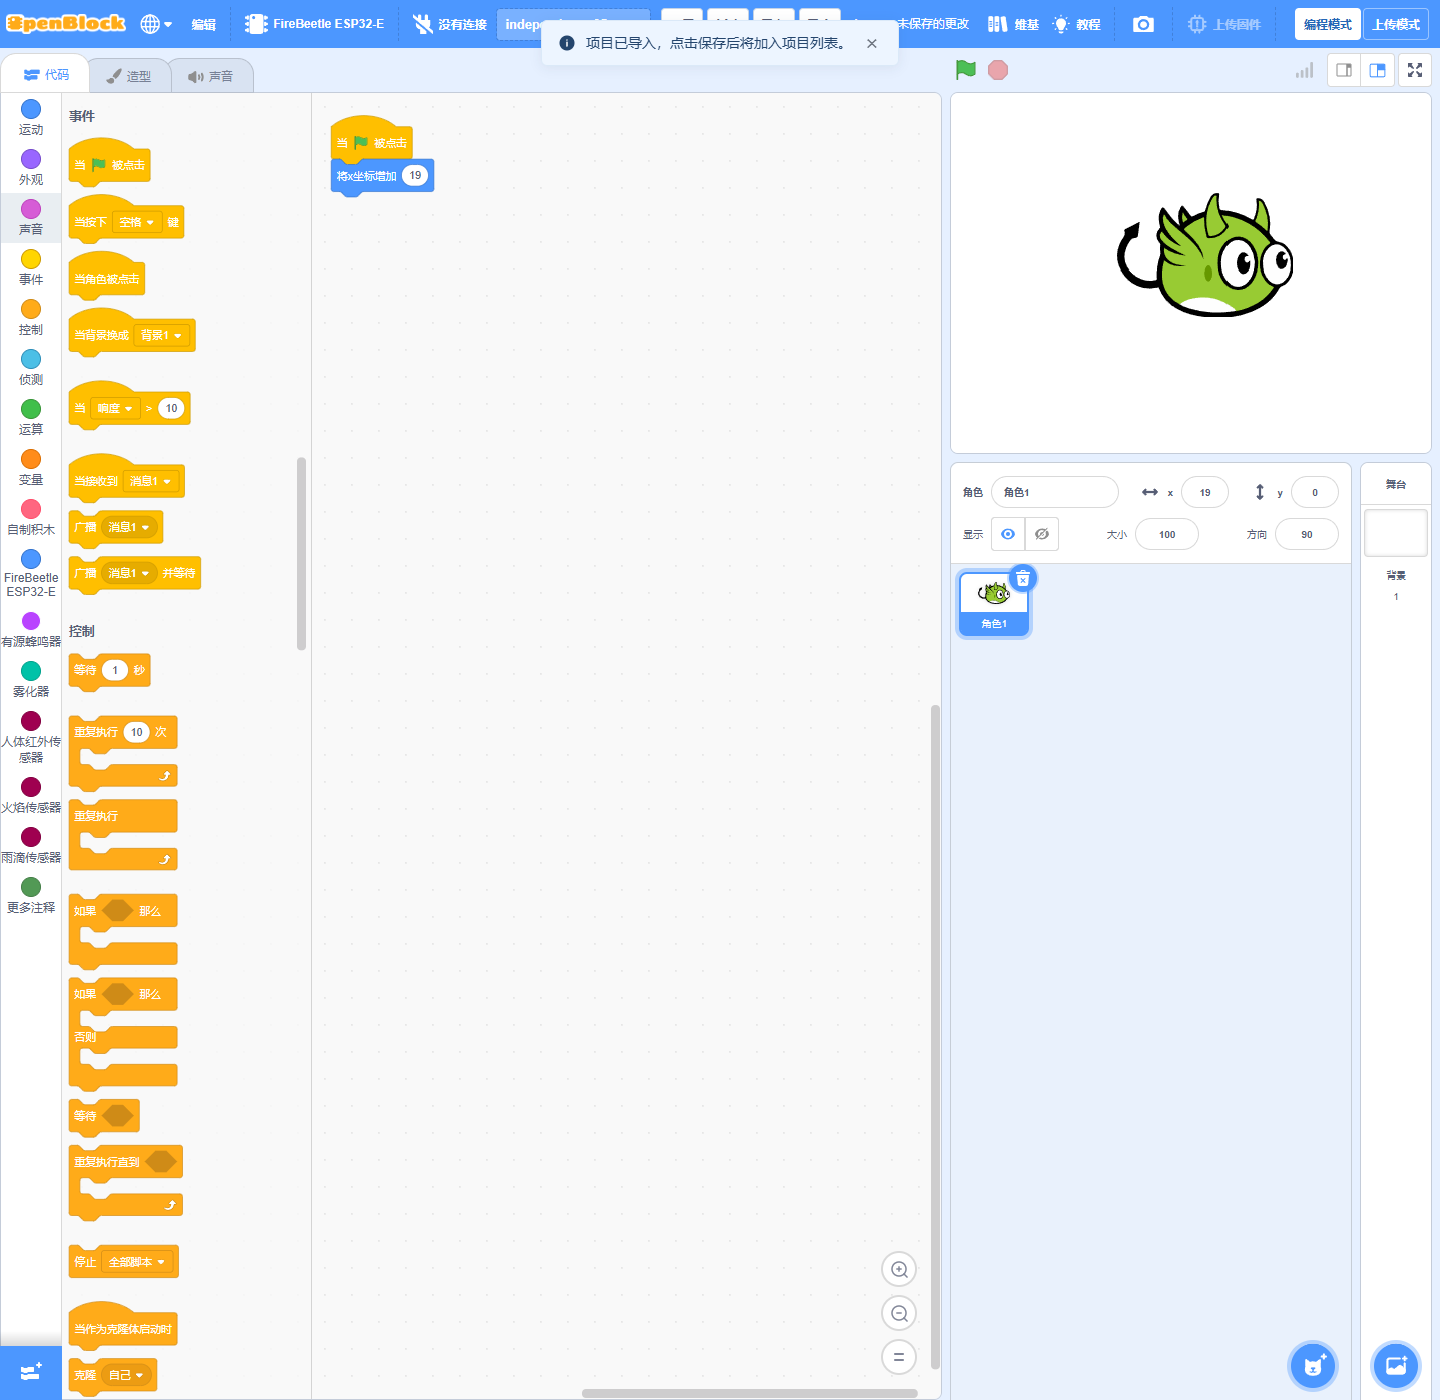 OpenBlock
编辑
FireBeetle ESP32-E
没有连接
未保存的更改
维基
教程
上传固件
编程模式
上传模式
项目已导入，点击保存后将加入项目列表。
代码
造型
声音
运动
外观
声音
事件
控制
侦测
运算
变量
自制积木
FireBeetle
ESP32-E
有源蜂鸣器
雾化器
人体红外传
感器
火焰传感器
雨滴传感器
更多注释
事件
当 被点击
当按下 空格 键
当角色被点击
当背景换成 背景1
当 响度 > 10
当接收到 消息1
广播 消息1
广播 消息1 并等待
控制
等待 1 秒
重复执行 10 次
重复执行
如果 那么
如果 那么
否则
等待
重复执行直到
停止 全部脚本
当作为克隆体启动时
克隆 自己
当 被点击
将x坐标增加 19
角色 角色1
x 19
y 0
显示
大小 100
方向 90
角色1
舞台
背景
1